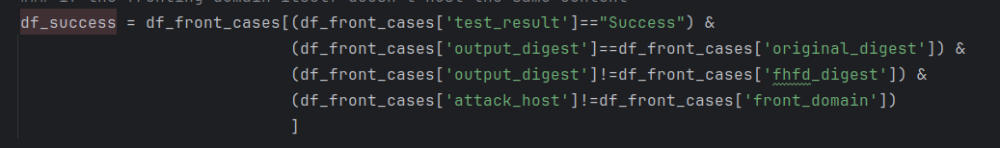 ### If the fronting domain itself doesn't host the same content
df_success = df_front_cases[(df_front_cases['test_result']=="Success") &
(df_front_cases['output_digest']==df_front_cases['original_digest']) &
(df_front_cases['output_digest']!=df_front_cases['fhfd_digest']) &
(df_front_cases['attack_host']!=df_front_cases['front_domain'])
]